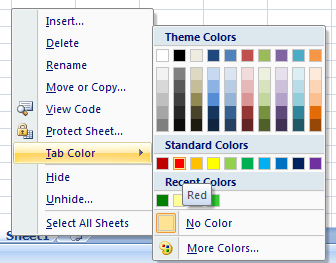 Insert...
Delete
Rename
Move or Copy...
View Code
Protect Sheet...
Tab Color
Hide
Unhide...
Select All Sheets
Sheet1
Theme Colors
Standard Colors
Recent Colors
Red
No Color
More Colors...